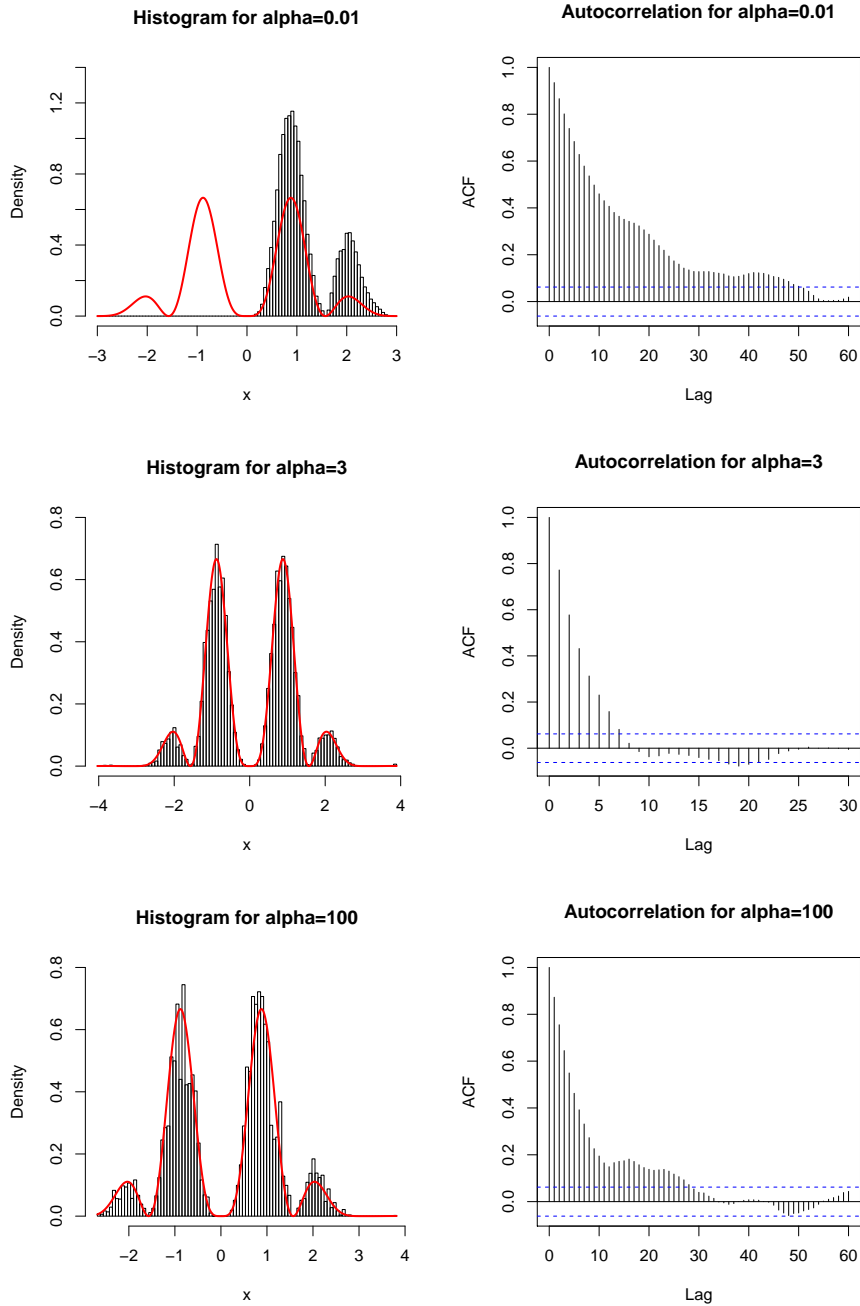 Histogram for alpha=0.01
Density
0.0 0.4 0.8 1.2
−3 −2 −1 0 1 2 3
x
Autocorrelation for alpha=0.01
ACF
0.0 0.2 0.4 0.6 0.8 1.0
0 10 20 30 40 50 60
Lag
Histogram for alpha=3
Density
0.0 0.2 0.4 0.6 0.8
−4 −2 0 2 4
x
Autocorrelation for alpha=3
ACF
0.0 0.2 0.4 0.6 0.8 1.0
0 5 10 15 20 25 30
Lag
Histogram for alpha=100
Density
0.0 0.2 0.4 0.6 0.8
−2 −1 0 1 2 3 4
x
Autocorrelation for alpha=100
ACF
0.0 0.2 0.4 0.6 0.8 1.0
0 10 20 30 40 50 60
Lag